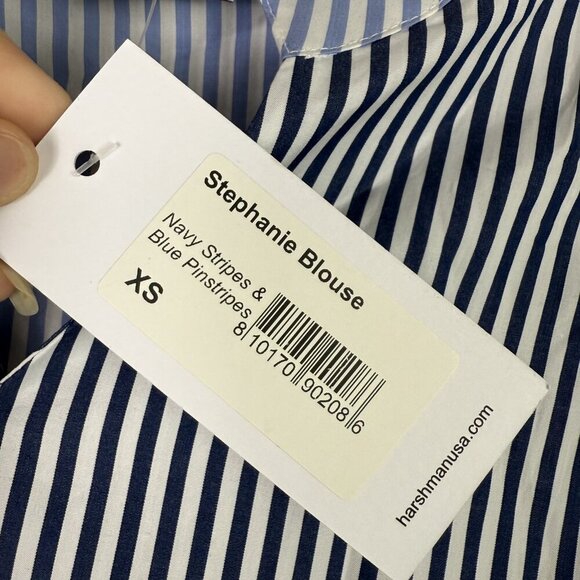 Stephanie Blouse
Navy Stripes &
Blue Pinstripes
XS
8 10170 90208 6
harshmanusa.com